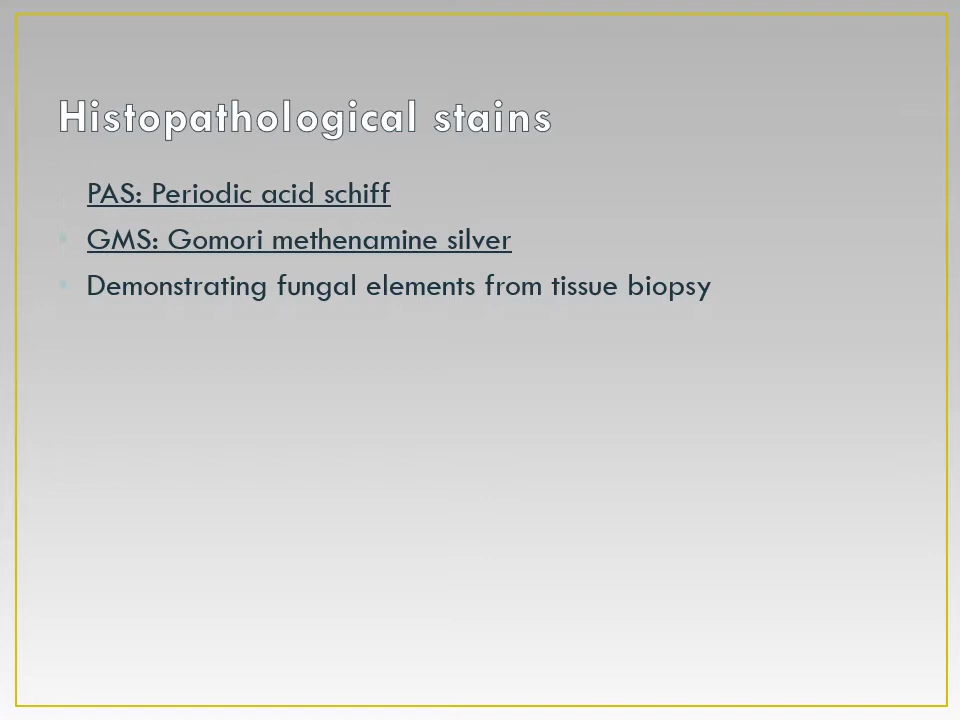 Histopathological stains
PAS: Periodic acid schiff
• GMS: Gomori methenamine silver
• Demonstrating fungal elements from tissue biopsy